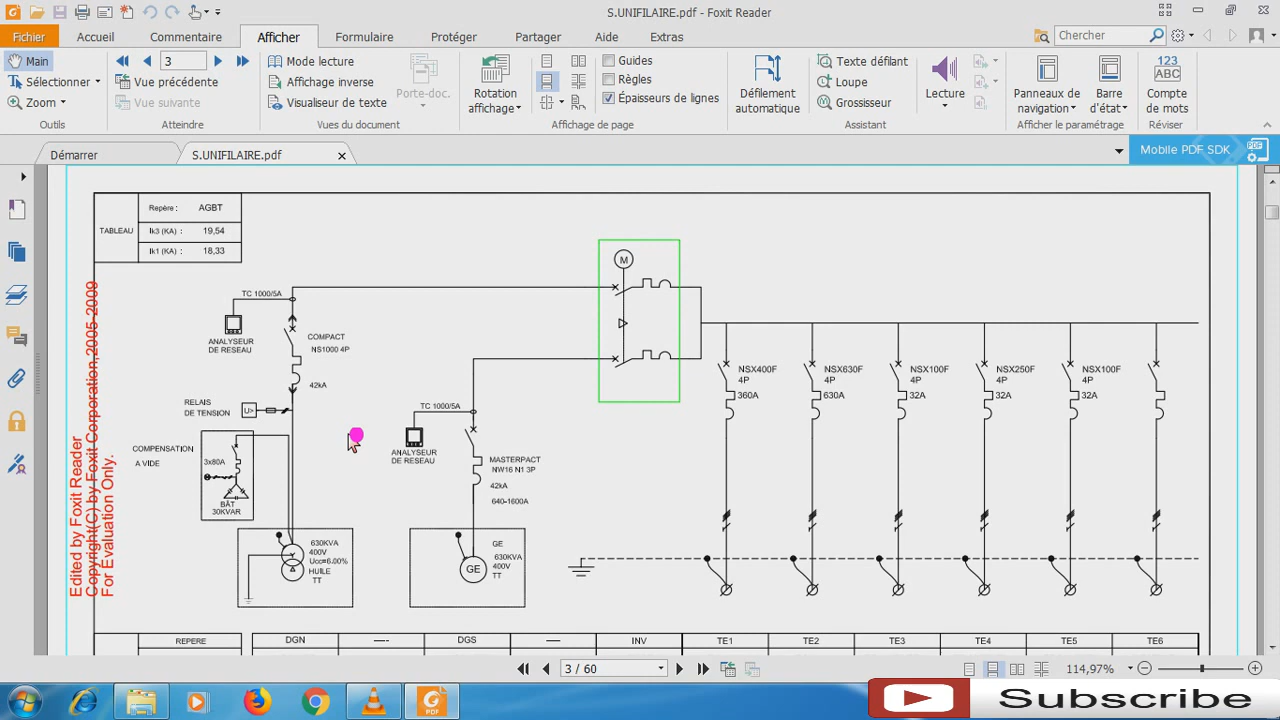 S.UNIFILAIRE.pdf - Foxit Reader
Fichier
Accueil
Commentaire
Afficher
Formulaire
Protéger
Partager
Aide
Extras
Chercher
Main
Sélectionner
Zoom
Outils
3
Vue précédente
Vue suivante
Atteindre
Mode lecture
Affichage inverse
Visualiseur de texte
Vues du document
Porte-doc.
Rotation
affichage
Affichage de page
Guides
Règles
Épaisseurs de lignes
Défilement
automatique
Texte défilant
Loupe
Grossisseur
Assistant
Lecture
Panneaux de
navigation
Barre
d'état
Afficher le paramétrage
123
ABC
Compte
de mots
Réviser
Démarrer
S.UNIFILAIRE.pdf
Mobile PDF SDK
TABLEAU
Repère : AGBT
Ik3 (KA) : 19,54
Ik1 (KA) : 18,33
TC 1000/5A
ANALYSEUR
DE RESEAU
COMPACT
NS1000 4P
42kA
RELAIS
DE TENSION
U>
COMPENSATION
A VIDE
3x80A
BÂT
30KVAR
630KVA
400V
Ucc=6.00%
HUILE
TT
TC 1000/5A
ANALYSEUR
DE RESEAU
MASTERPACT
NW16 N1 3P
42kA
640-1600A
GE
GE
630KVA
400V
TT
M
NSX400F
4P
360A
NSX630F
4P
630A
NSX100F
4P
32A
NSX250F
4P
32A
NSX100F
4P
32A
REPERE
DGN
DGS
INV
TE1
TE2
TE3
TE4
TE5
TE6
Edited by Foxit Reader
Copyright(C) by Foxit Corporation,2005-2009
For Evaluation Only.
3 / 60
114,97%
PDF
Subscribe